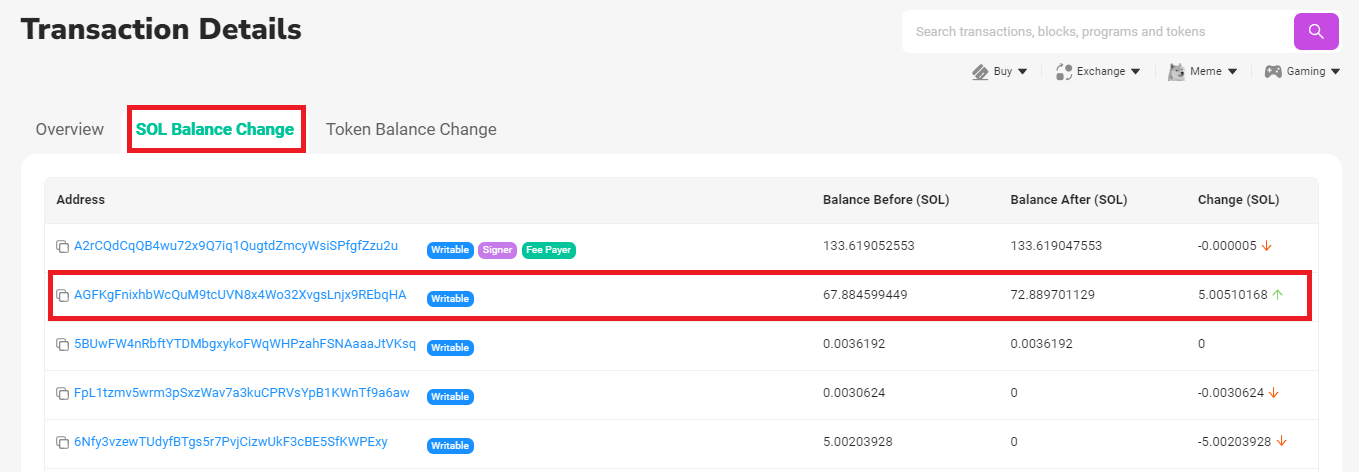 Transaction Details
Search transactions, blocks, programs and tokens
Buy Exchange Meme Gaming
Overview SOL Balance Change Token Balance Change
Address Balance Before (SOL) Balance After (SOL) Change (SOL)
A2rCQdCqQB4wu72x9Q7iq1QugtdZmcyWsiSPfgfZzu2u Writable Signer Fee Payer 133.619052553 133.619047553 -0.000005
AGFKgFnixhbWcQuM9tcUVN8x4Wo32XvgsLnjx9REbqHA Writable 67.884599449 72.889701129 5.00510168
5BUwFW4nRbftYTDMbgxykoFWqWHPzahFSNAaaaJtVKsq Writable 0.0036192 0.0036192 0
FpL1tzmv5wrm3pSxzWav7a3kuCPRVsYpB1KWnTf9a6aw Writable 0.0030624 0 -0.0030624
6Nfy3vzewTUdyfBTgs5r7PvjCizwUkF3cBE5SfKWPExy Writable 5.00203928 0 -5.00203928